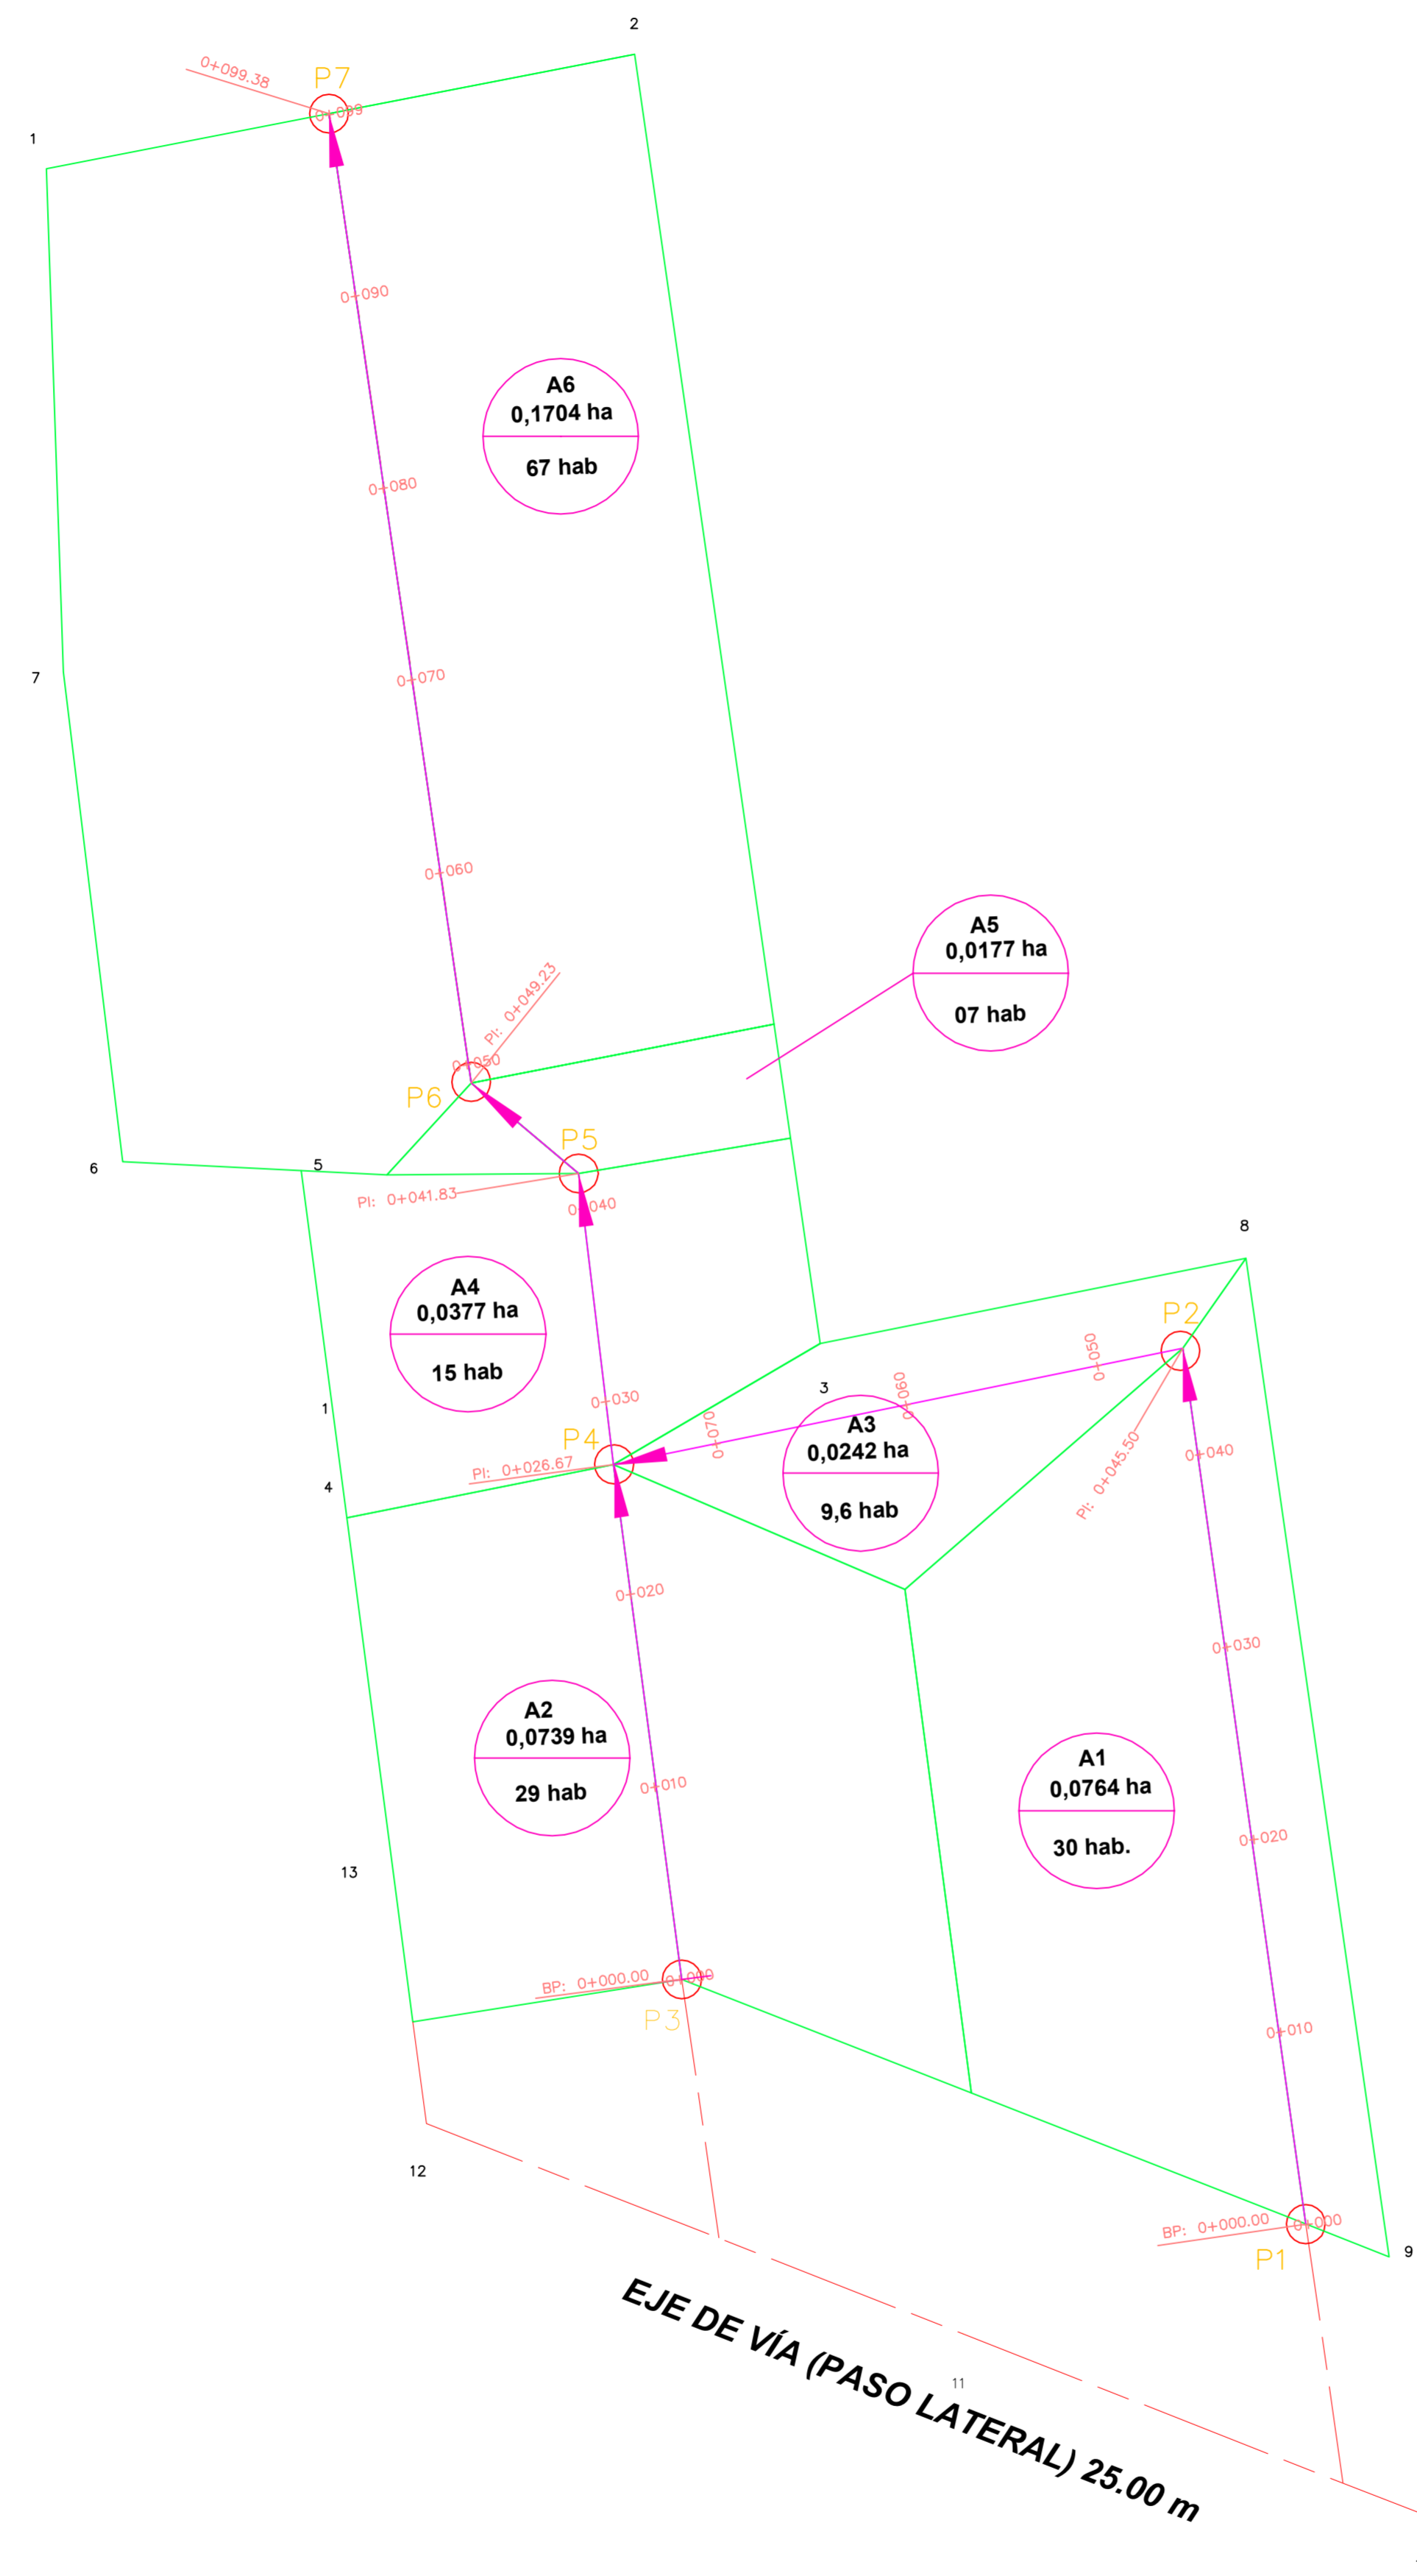 2
0+099.38
P7
0+099
1
0+090
A6
0,1704 ha
67 hab
0+080
0+070
7
0+060
A5
0,0177 ha
07 hab
PI: 0+049.23
0+050
P6
P5
5
6
PI: 0+041.83
0+040
8
A4
0,0377 ha
15 hab
P2
0+050
0+060
3
0+030
1
0+070
P4
A3
0,0242 ha
9,6 hab
PI: 0+026.67
4
PI: 0+045.50
0+040
0+020
0+030
A2
0,0739 ha
29 hab
0+010
A1
0,0764 ha
30 hab.
0+020
13
BP: 0+000.00
0+000
P3
0+010
12
BP: 0+000.00
0+000
P1
9
EJE DE VÍA (PASO LATERAL) 25.00 m
11